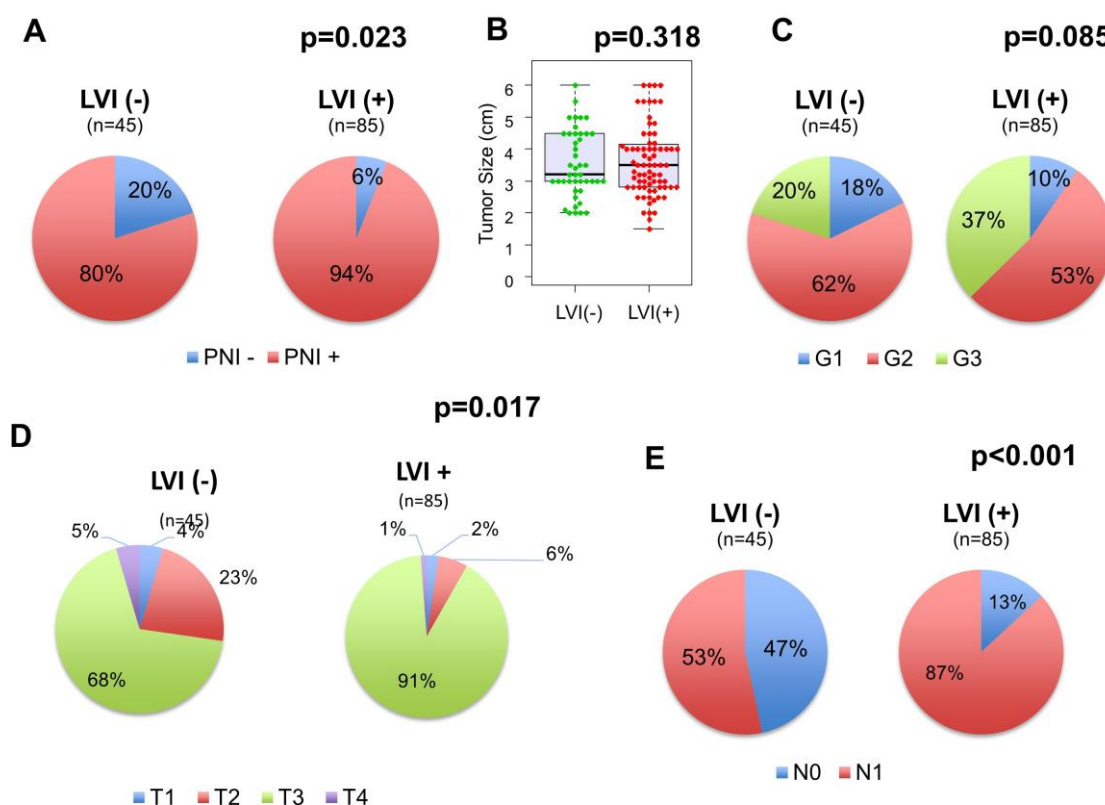 A
p=0.023
LVI (-)
(n=45)
LVI (+)
(n=85)
20%
80%
6%
94%
PNI - PNI +
B
p=0.318
Tumor Size (cm)
6
5
4
3
2
1
0
LVI(-) LVI(+)
C
p=0.085
LVI (-)
(n=45)
LVI (+)
(n=85)
20%
18%
62%
10%
37%
53%
G1 G2 G3
D
p=0.017
LVI (-)
(n=45)
5%
4%
23%
68%
LVI +
(n=85)
1%
2%
6%
91%
T1 T2 T3 T4
E
p<0.001
LVI (-)
(n=45)
LVI (+)
(n=85)
53%
47%
13%
87%
N0 N1